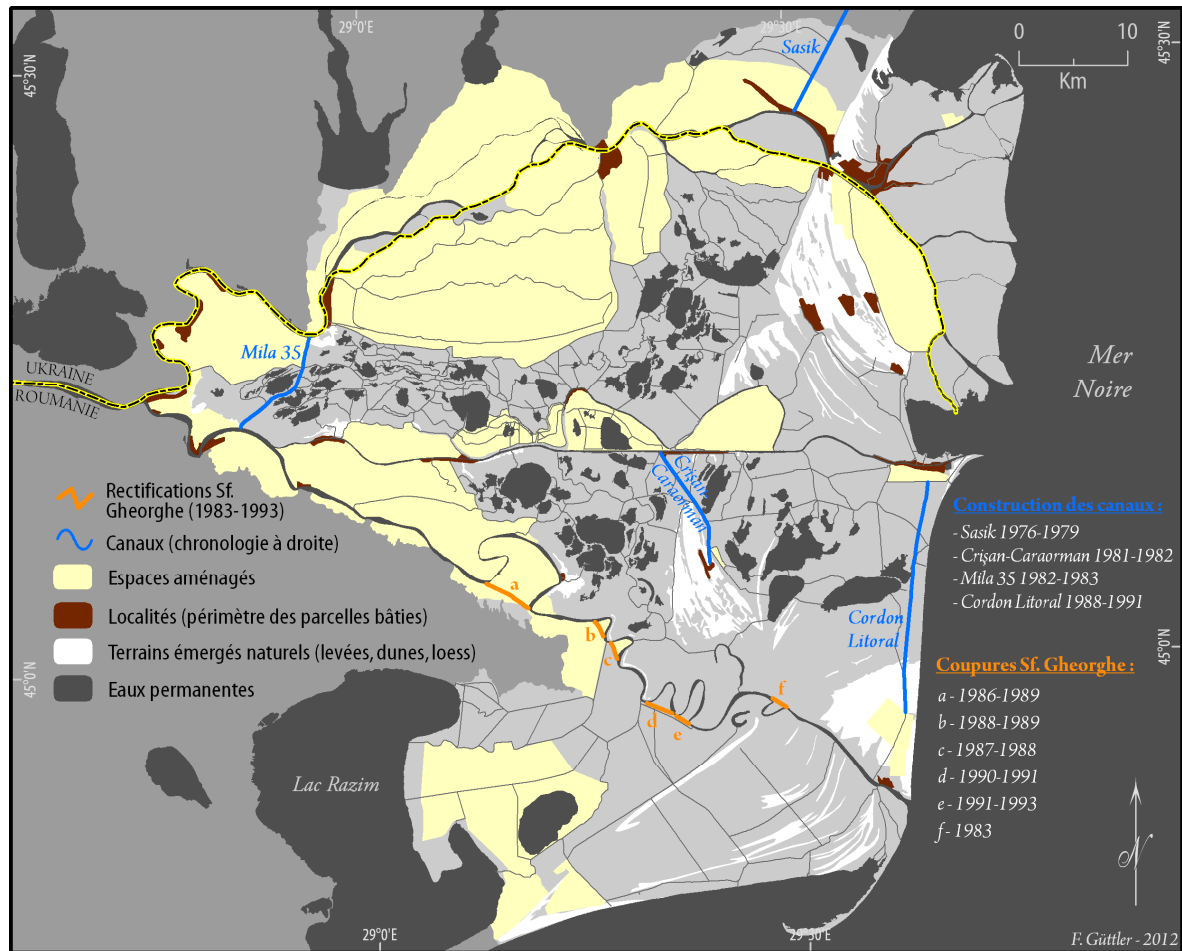 29°0'E
29°30'E
45°30'N
45°30'N
Sasik
0 10
Km
Mila 35
UKRAINE
ROUMANIE
Mer
Noire
Crişan-
Caraorman
Rectifications Sf.
Gheorghe (1983-1993)
Canaux (chronologie à droite)
Espaces aménagés
Localités (périmètre des parcelles bâties)
Terrains émergés naturels (levées, dunes, loess)
Eaux permanentes
Construction des canaux :
- Sasik 1976-1979
- Crişan-Caraorman 1981-1982
- Mila 35 1982-1983
- Cordon Litoral 1988-1991
a
b
c
d
e
f
Cordon
Litoral
45°0'N
45°0'N
Coupures Sf. Gheorghe :
a - 1986-1989
b - 1988-1989
c - 1987-1988
d - 1990-1991
e - 1991-1993
f - 1983
Lac Razim
N
29°0'E
29°30'E
F. Güttler - 2012